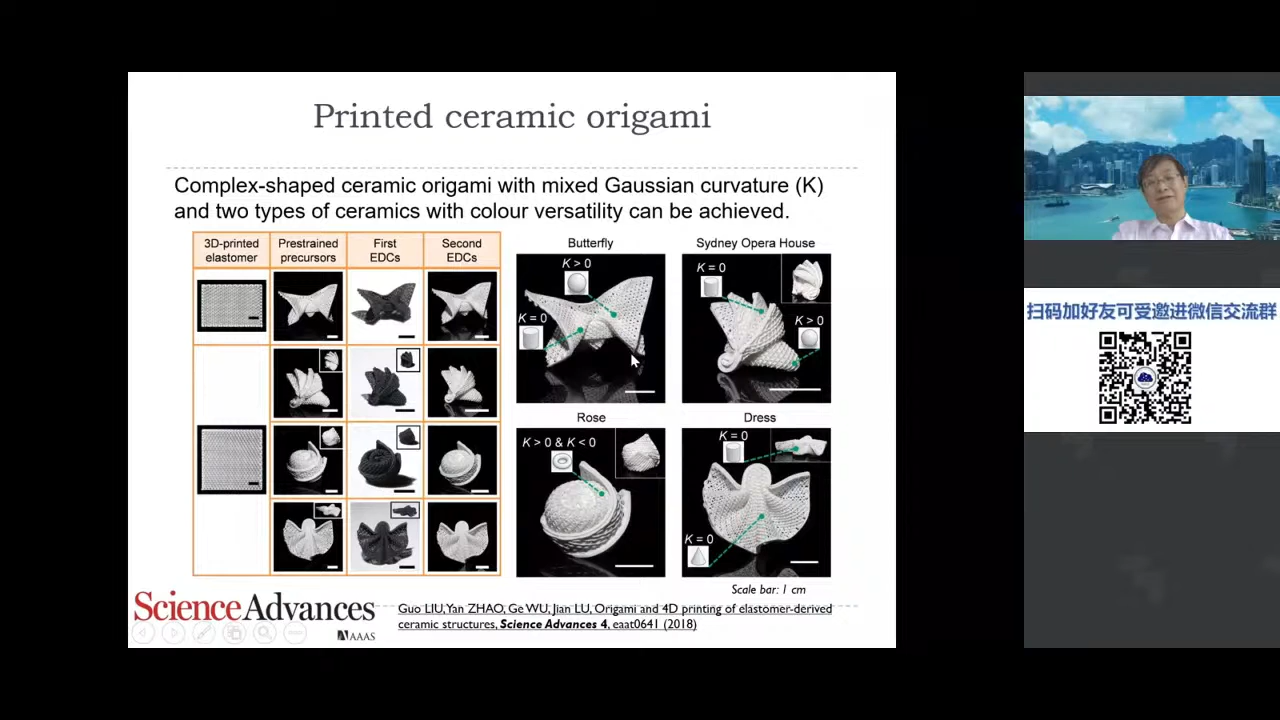 Printed ceramic origami
Complex-shaped ceramic origami with mixed Gaussian curvature (K)
and two types of ceramics with colour versatility can be achieved.
3D-printed
elastomer
Prestrained
precursors
First
EDCs
Second
EDCs
Butterfly
K > 0
K = 0
Sydney Opera House
K = 0
K > 0
Rose
K > 0 & K < 0
Dress
K = 0
K = 0
Scale bar: 1 cm
ScienceAdvances
AAAS
Guo LIU, Yan ZHAO, Ge WU, Jian LU, Origami and 4D printing of elastomer-derived
ceramic structures, Science Advances 4, eaat0641 (2018)
扫码加好友可受邀进微信交流群